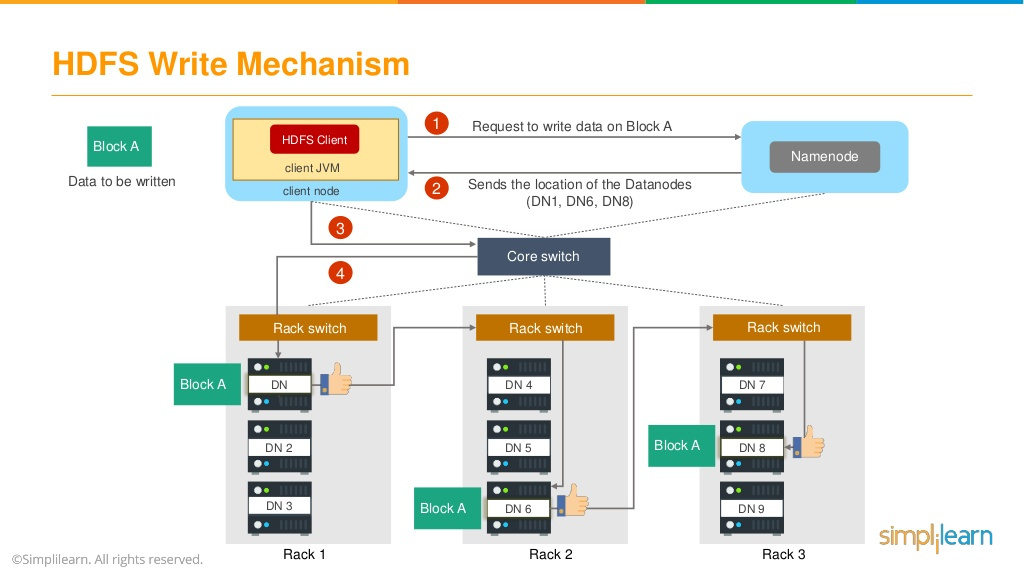 HDFS Write Mechanism
Block A
Data to be written
HDFS Client
client JVM
client node
1
Request to write data on Block A
2
Sends the location of the Datanodes
(DN1, DN6, DN8)
Namenode
3
4
Core switch
Rack switch
Rack switch
Rack switch
Block A
DN
DN 2
DN 3
Rack 1
DN 4
DN 5
Block A
DN 6
Rack 2
DN 7
Block A
DN 8
DN 9
Rack 3
©Simplilearn. All rights reserved.
simplilearn